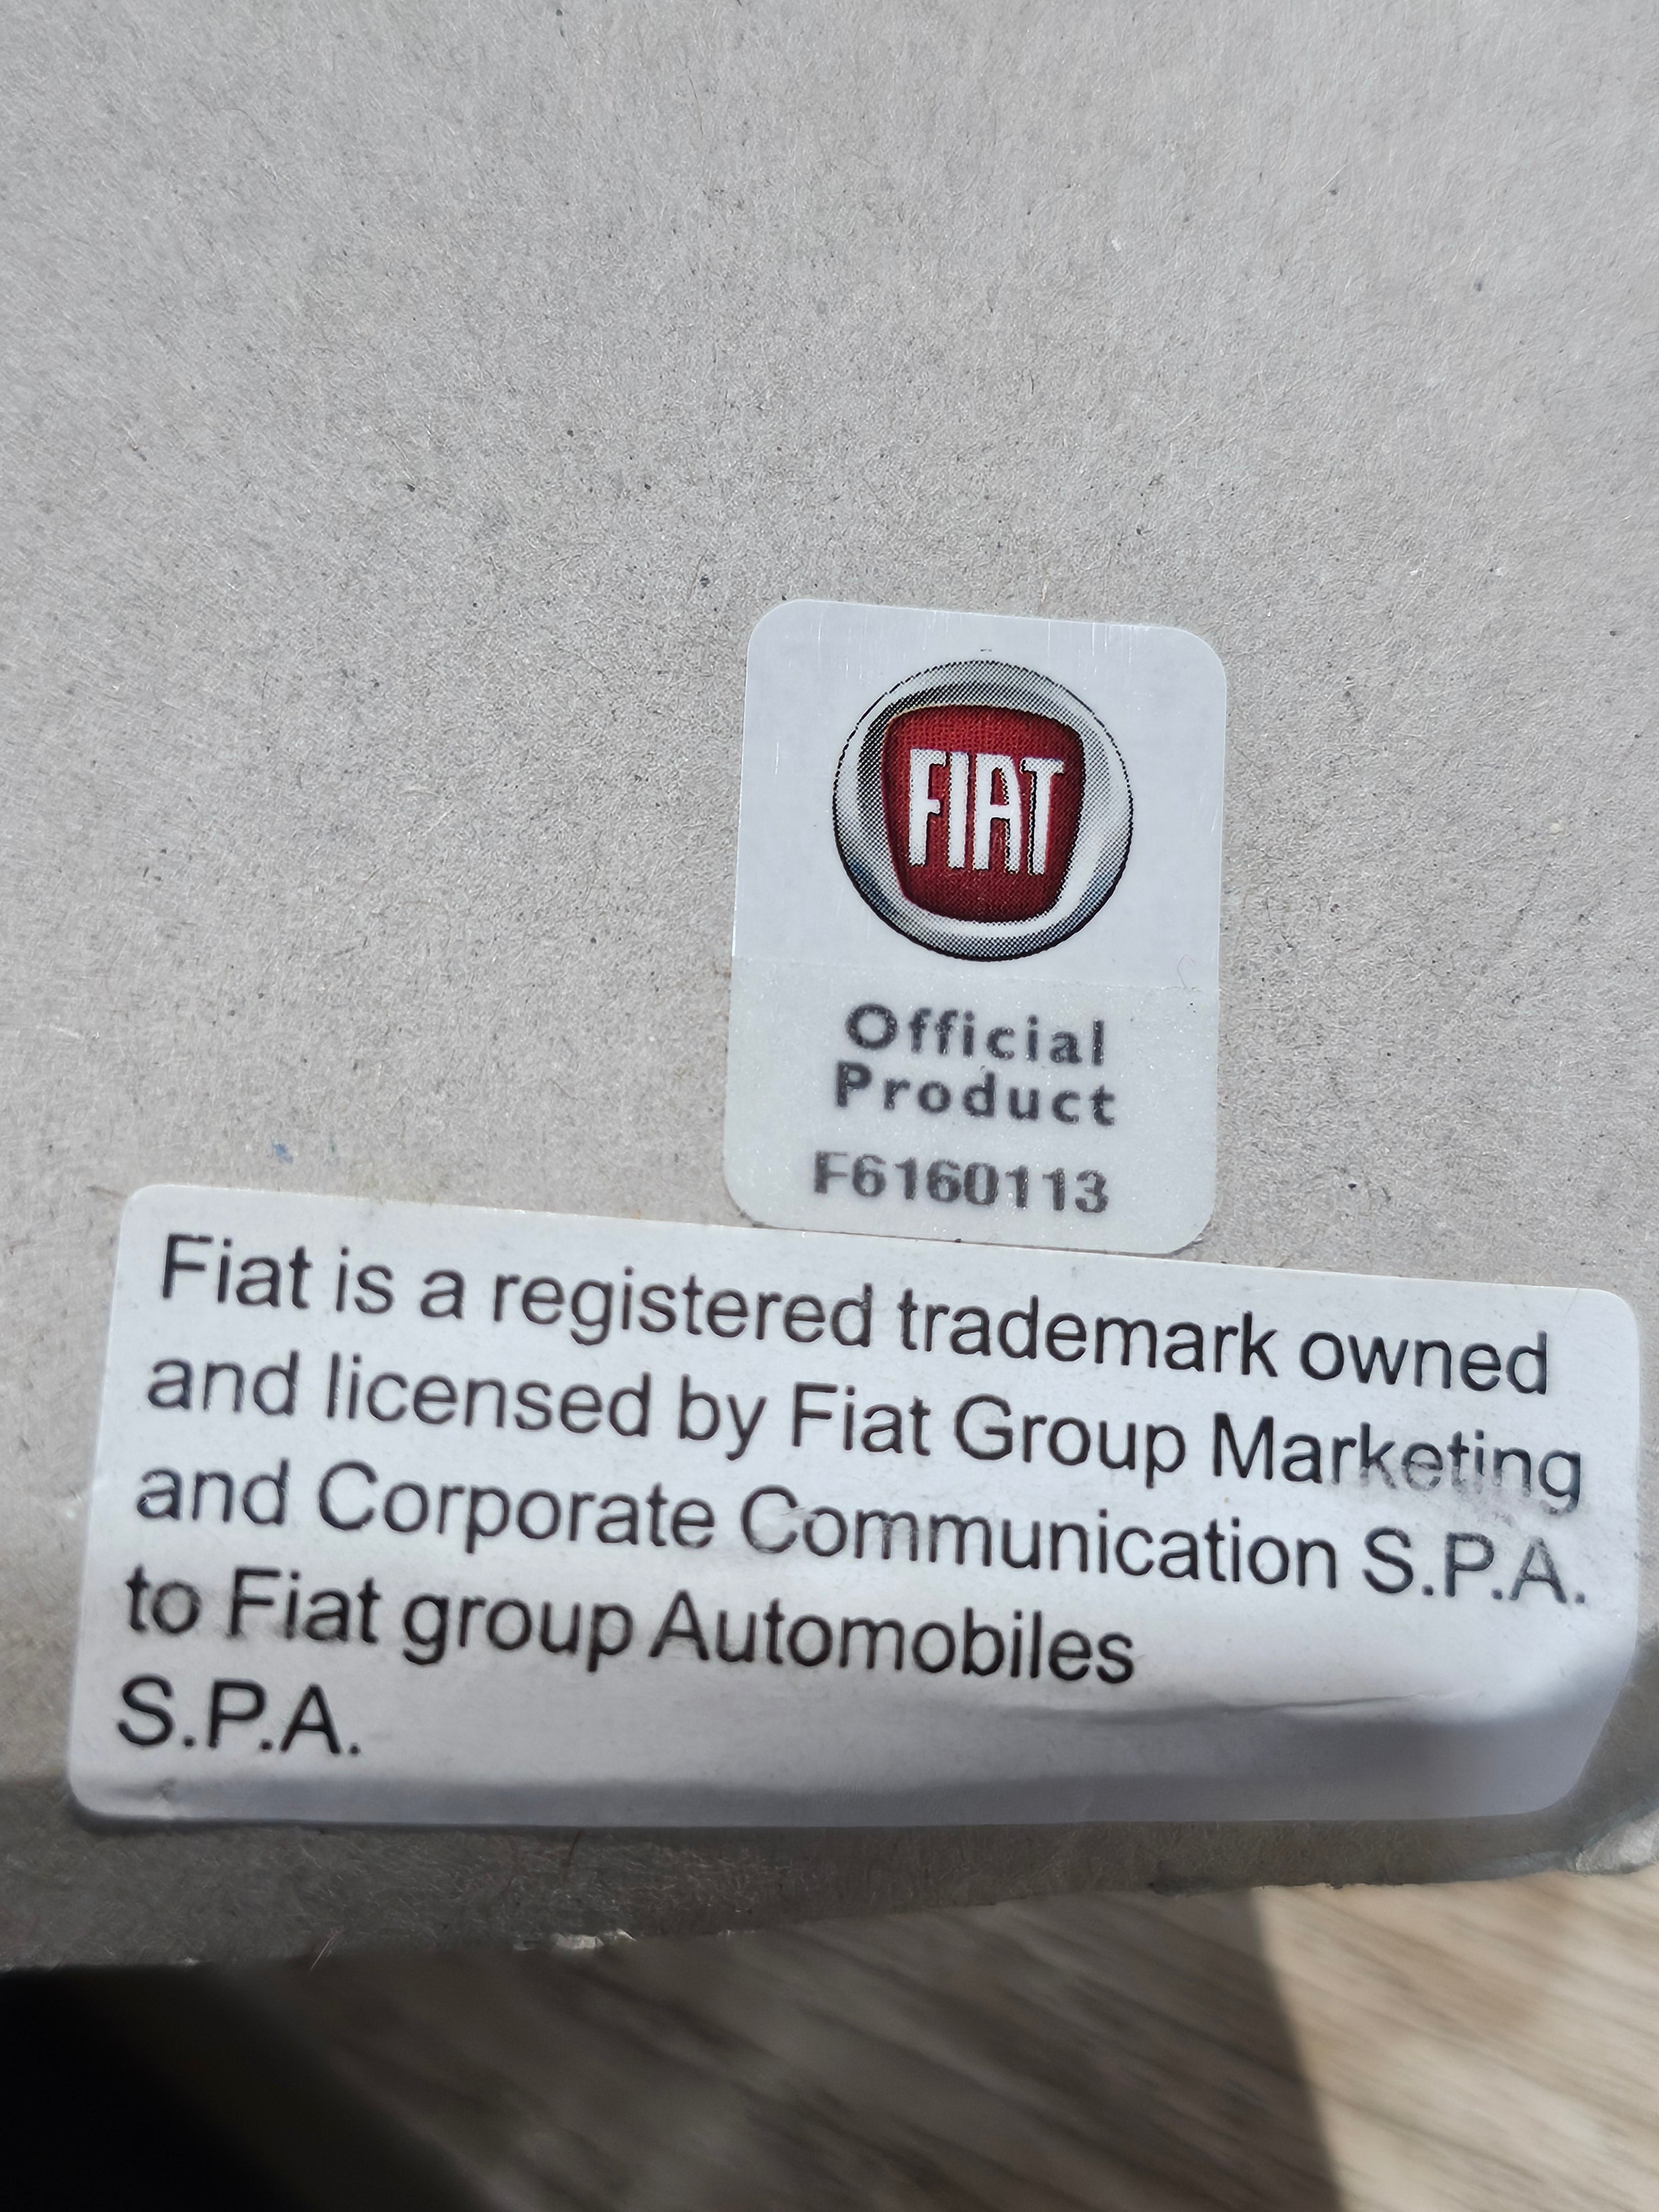 FIAT
Official
Product
F6160113
Fiat is a registered trademark owned
and licensed by Fiat Group Marketing
and Corporate Communication S.P.A.
to Fiat group Automobiles
S.P.A.